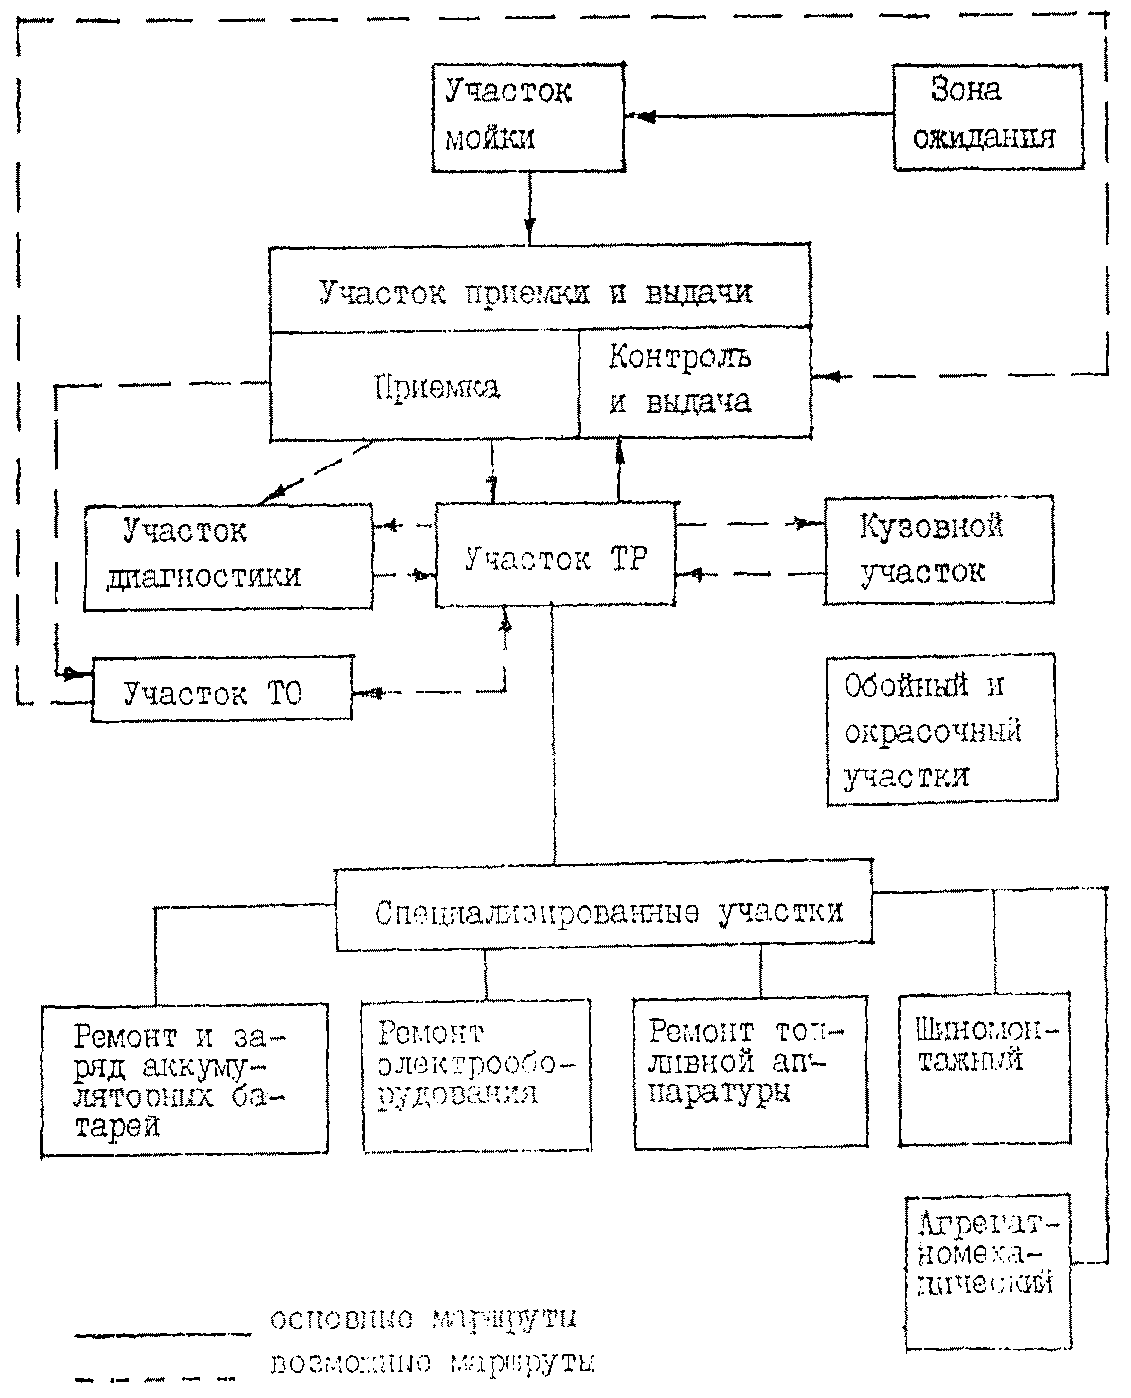 Участок
мойки
Зона
ожидания
Участок приемки и выдачи
Приемка
Контроль
и выдача
Участок
диагностики
Участок ТР
Кузовной
участок
Участок ТО
Обойный и
окрасочный
участки
Специализированные участки
Ремонт и за-
ряд аккуму-
ляторных ба-
тарей
Ремонт
электрообо-
рудования
Ремонт топ-
ливной ап-
паратуры
Шиномон-
тажный
Агрегат-
номеха-
нический
основные маршруты
возможные маршруты